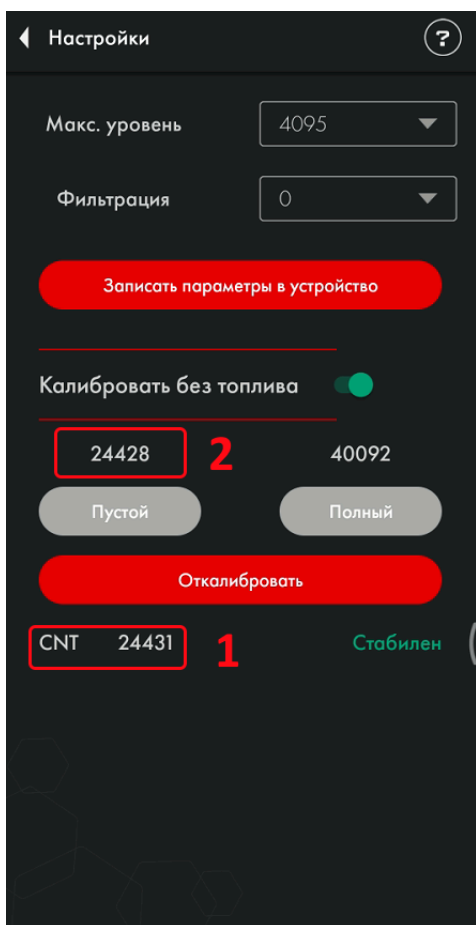 Настройки ?
Макс. уровень 4095
Фильтрация 0
Записать параметры в устройство
Калибровать без топлива
24428 2 40092
Пустой Полный
Откалибровать
CNT 24431 1 Стабилен